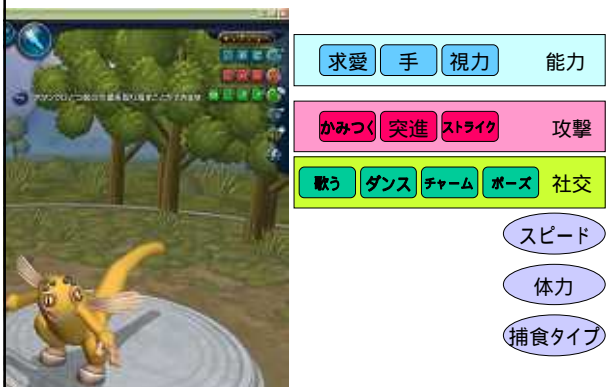 求愛 手 視力 能力
かみつく 突進 ストライク 攻撃
歌う ダンス チャーム ポーズ 社交
スピード
体力
捕食タイプ